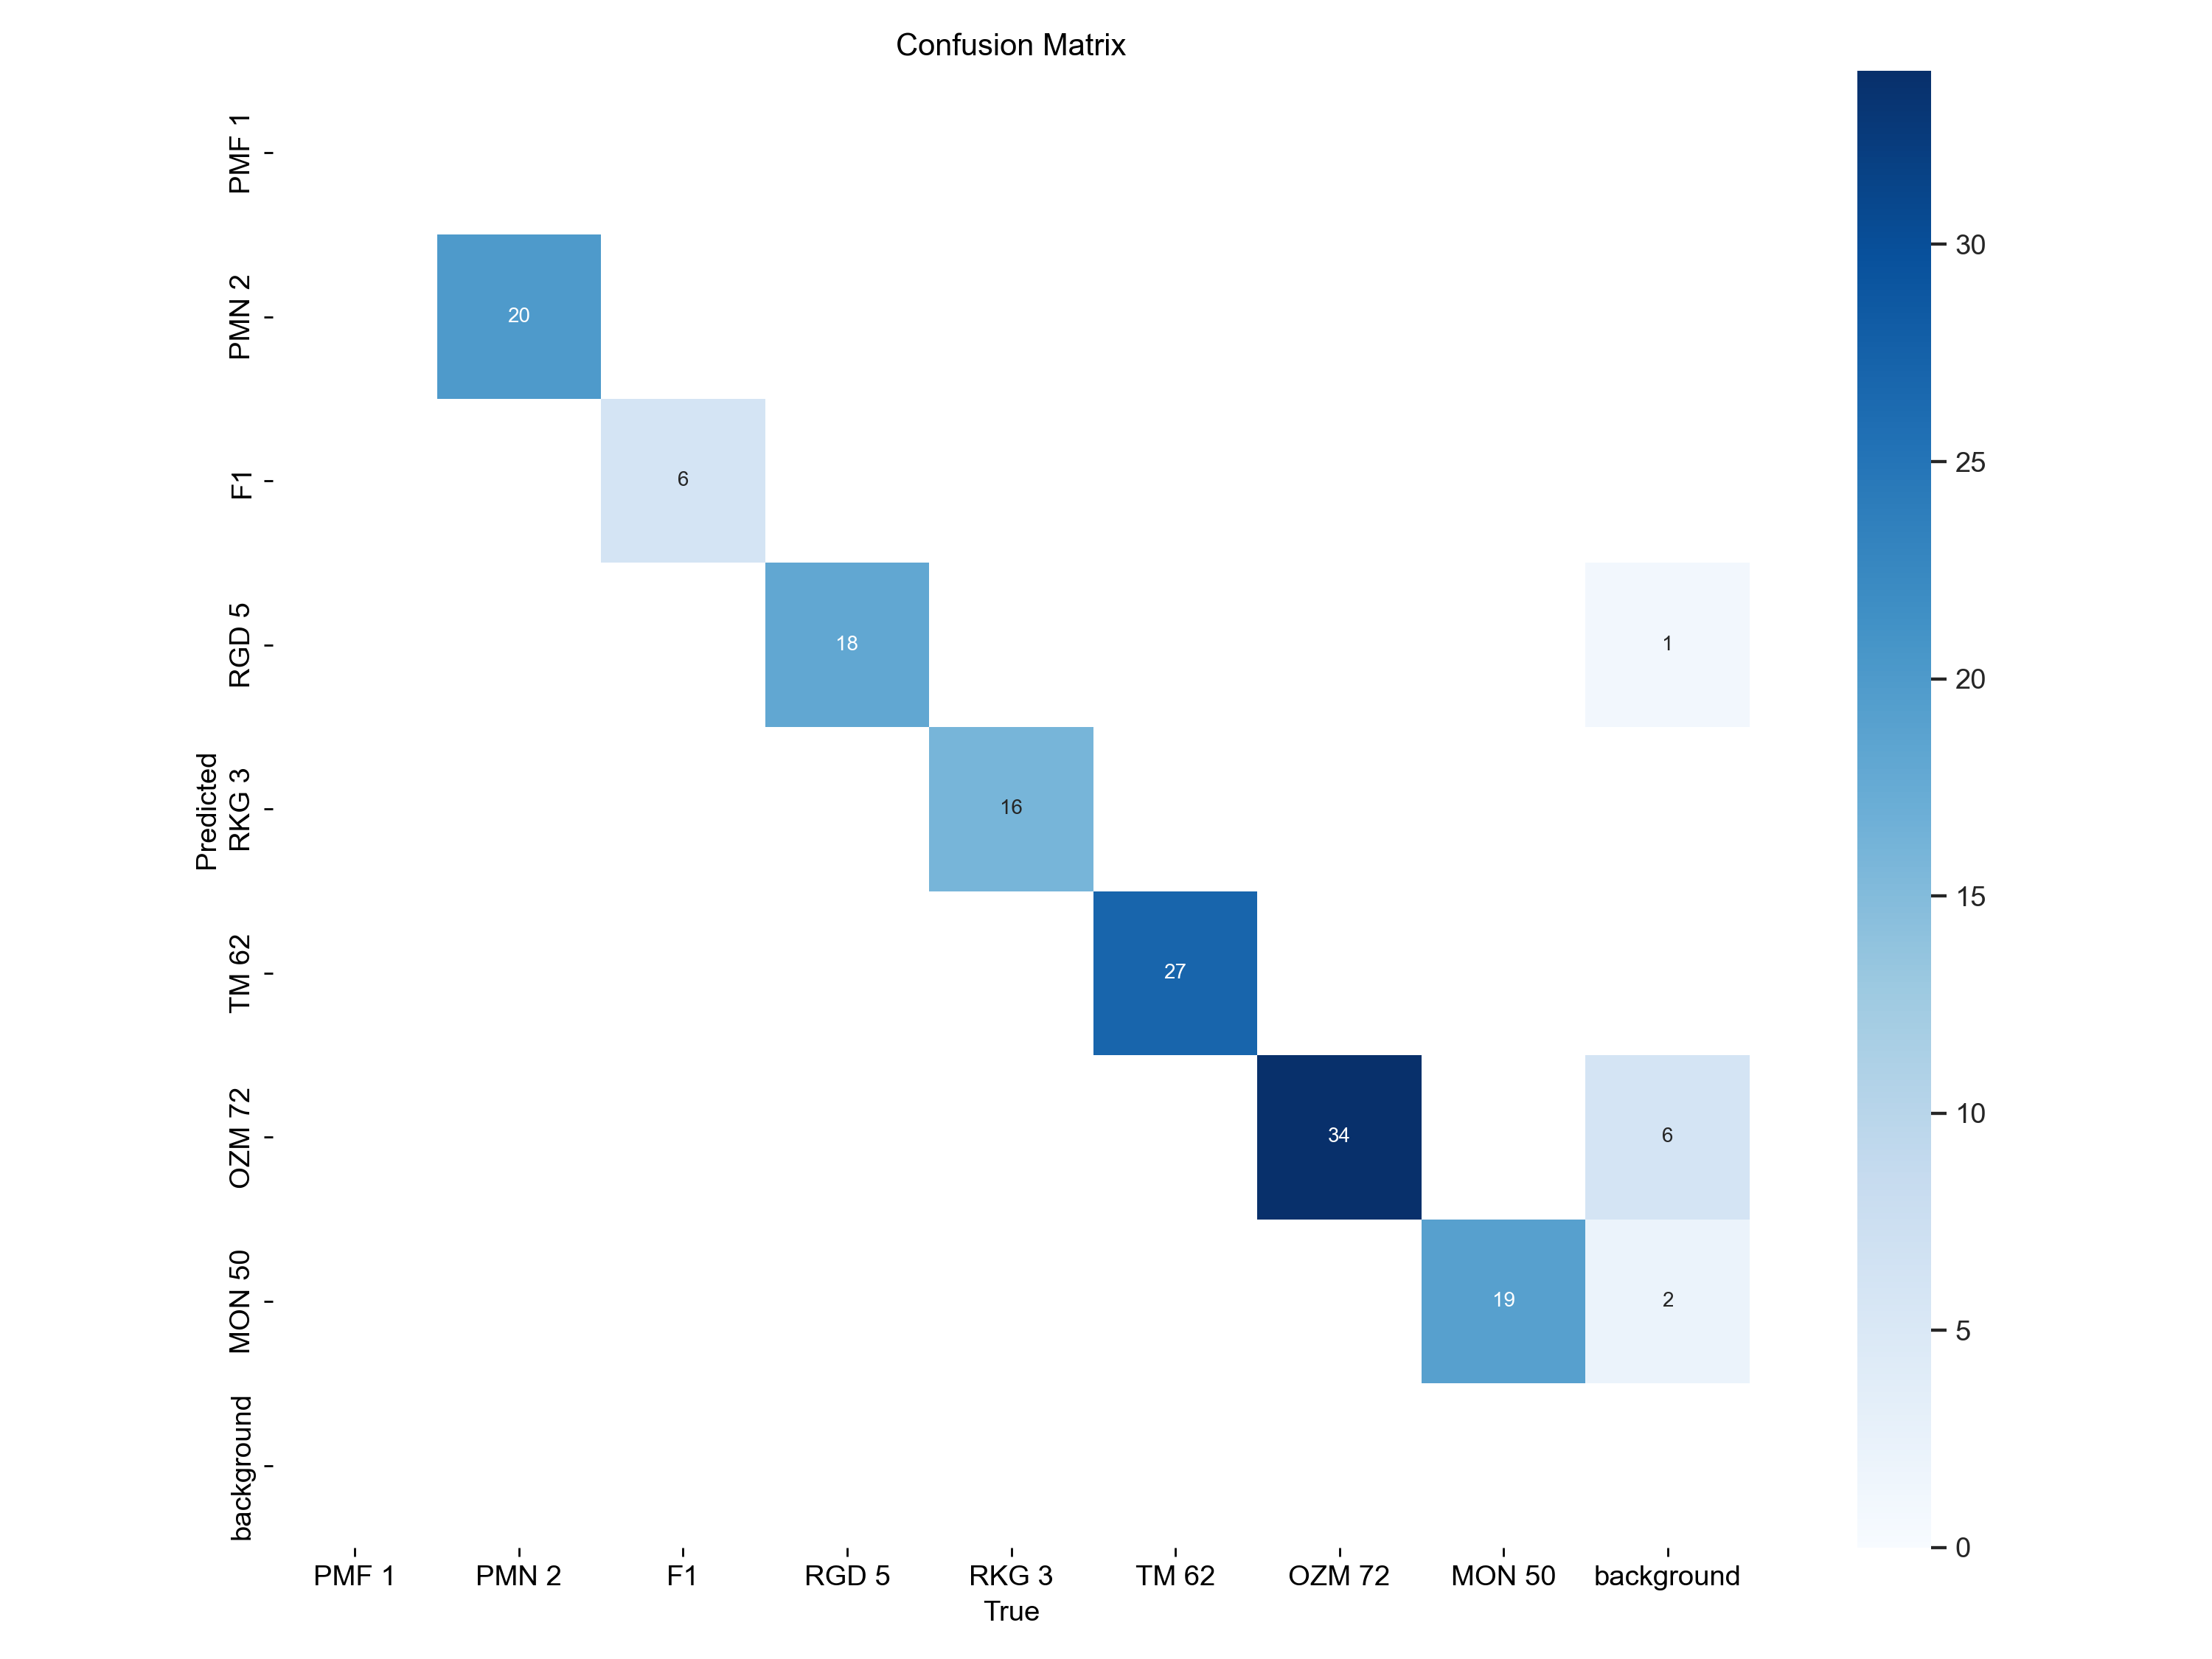 Confusion Matrix
PMF 1
PMN 2
20
F1
6
RGD 5
18
1
Predicted
RKG 3
16
TM 62
27
OZM 72
34
6
MON 50
19
2
background
PMF 1 PMN 2 F1 RGD 5 RKG 3 TM 62 OZM 72 MON 50 background
True
30
25
20
15
10
5
0